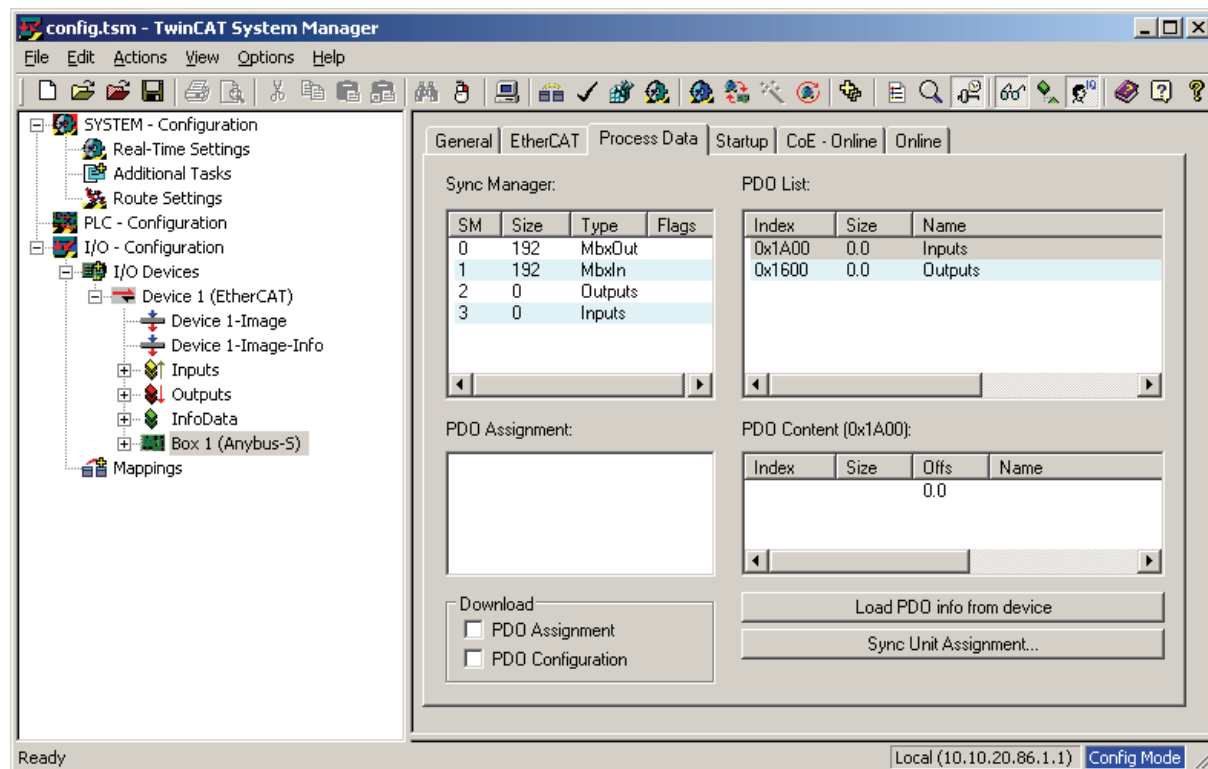 config.tsm - TwinCAT System Manager
File Edit Actions View Options Help
SYSTEM - Configuration
Real-Time Settings
Additional Tasks
Route Settings
PLC - Configuration
I/O - Configuration
I/O Devices
Device 1 (EtherCAT)
Device 1-Image
Device 1-Image-Info
Inputs
Outputs
InfoData
Box 1 (Anybus-S)
Mappings
General EtherCAT Process Data Startup CoE - Online Online
Sync Manager:
SM Size Type Flags
0 192 MbxOut
1 192 MbxIn
2 0 Outputs
3 0 Inputs
PDO List:
Index Size Name
0x1A00 0.0 Inputs
0x1600 0.0 Outputs
PDO Assignment:
PDO Content (0x1A00):
Index Size Offs Name
0.0
Download
PDO Assignment
PDO Configuration
Load PDO info from device
Sync Unit Assignment...
Ready
Local (10.10.20.86.1.1) Config Mode